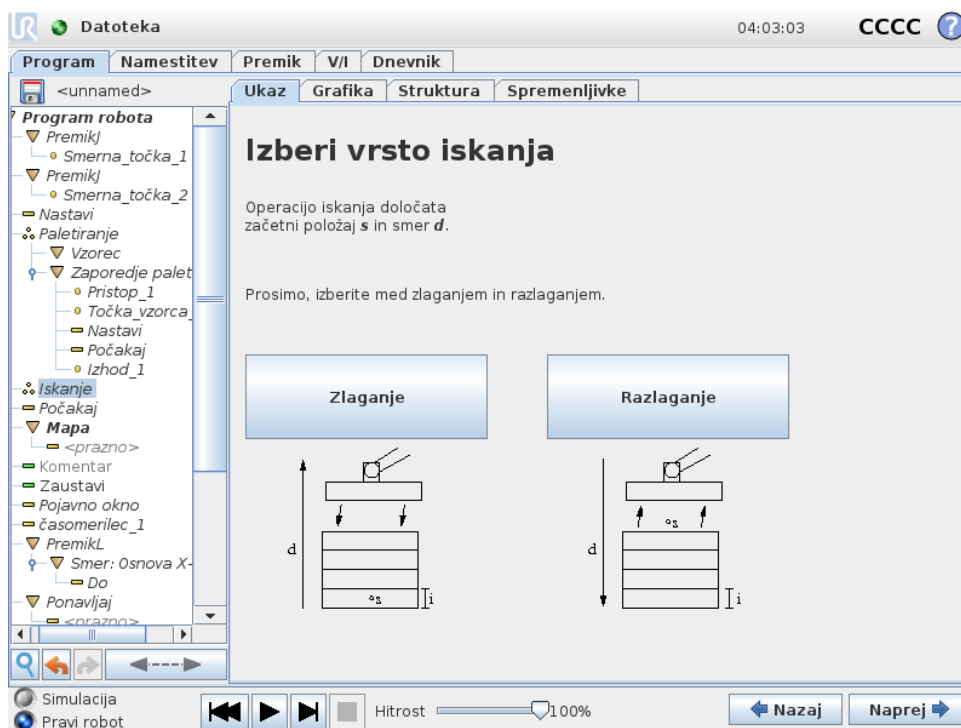 UR Datoteka 04:03:03 CCCC ?
Program Namestitev Premik V/I Dnevnik
<unnamed>
Ukaz Grafika Struktura Spremenljivke
Program robota
PremikJ
Smerna_točka_1
PremikJ
Smerna_točka_2
Nastavi
Paletiranje
Vzorec
Zaporedje palet
Pristop_1
Točka_vzorca_
Nastavi
Počakaj
Izhod_1
Iskanje
Počakaj
Mapa
<prazno>
Komentar
Zaustavi
Pojavno okno
časomerilec_1
PremikL
Smer: Osnova X-
Do
Ponavljaj
<prazno>
Izberi vrsto iskanja
Operacijo iskanja določata
začetni položaj s in smer d.
Prosimo, izberite med zlaganjem in razlaganjem.
Zlaganje Razlaganje
d s i
d s i
Simulacija
Pravi robot
Hitrost 100%
Nazaj Naprej